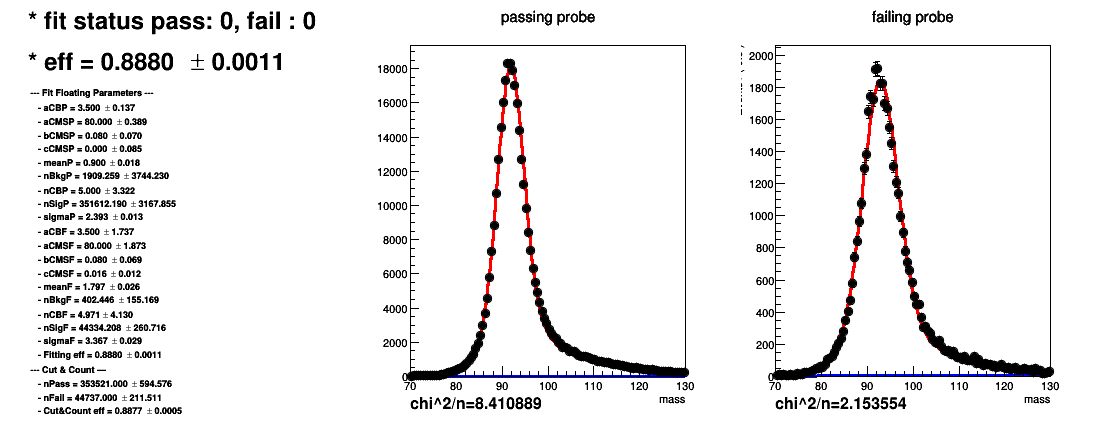 * fit status pass: 0, fail : 0
* eff = 0.8880 ± 0.0011
--- Fit Floating Parameters ---
- aCBP = 3.500 ± 0.137
- aCMSP = 80.000 ± 0.389
- bCMSP = 0.080 ± 0.070
- cCMSP = 0.000 ± 0.085
- meanP = 0.900 ± 0.018
- nBkgP = 1909.259 ± 3744.230
- nCBP = 5.000 ± 3.322
- nSigP = 351612.190 ± 3167.855
- sigmaP = 2.393 ± 0.013
- aCBF = 3.500 ± 1.737
- aCMSF = 80.000 ± 1.873
- bCMSF = 0.080 ± 0.069
- cCMSF = 0.016 ± 0.012
- meanF = 1.797 ± 0.026
- nBkgF = 402.446 ± 155.169
- nCBF = 4.971 ± 4.130
- nSigF = 44334.208 ± 260.716
- sigmaF = 3.367 ± 0.029
- Fitting eff = 0.8880 ± 0.0011
--- Cut & Count ---
- nPass = 353521.000 ± 594.576
- nFail = 44737.000 ± 211.511
- Cut&Count eff = 0.8877 ± 0.0005
passing probe
18000
16000
14000
12000
10000
8000
6000
4000
2000
0
70 80 90 100 110 120 130
mass
chi^2/n=8.410889
failing probe
2000
1800
1600
1400
1200
1000
800
600
400
200
0
70 80 90 100 110 120 130
mass
chi^2/n=2.153554